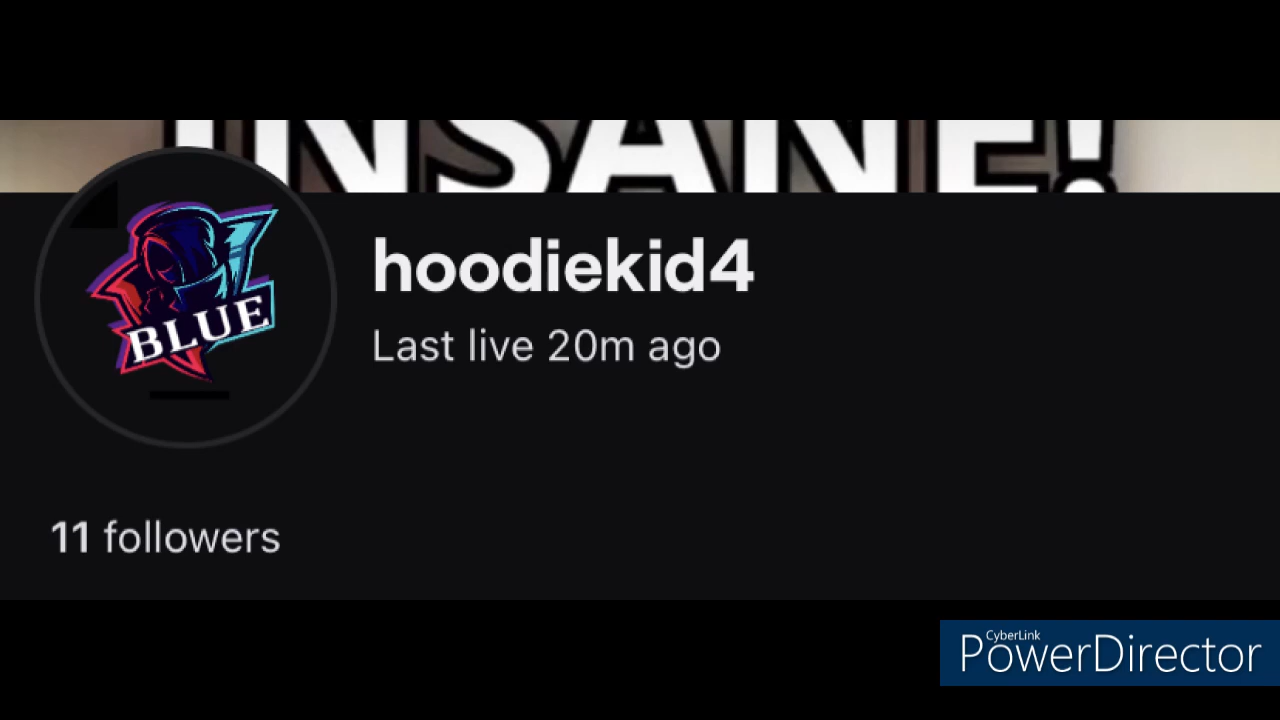 INSANE!
BLUE
hoodiekid4
Last live 20m ago
11 followers
CyberLink
PowerDirector